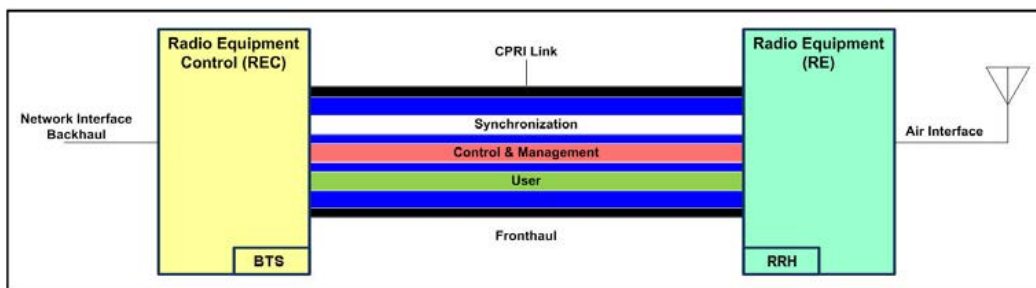 Radio Equipment
Control (REC)
CPRI Link
Radio Equipment
(RE)
Network Interface
Backhaul
Synchronization
Control & Management
User
Air Interface
Fronthaul
BTS
RRH